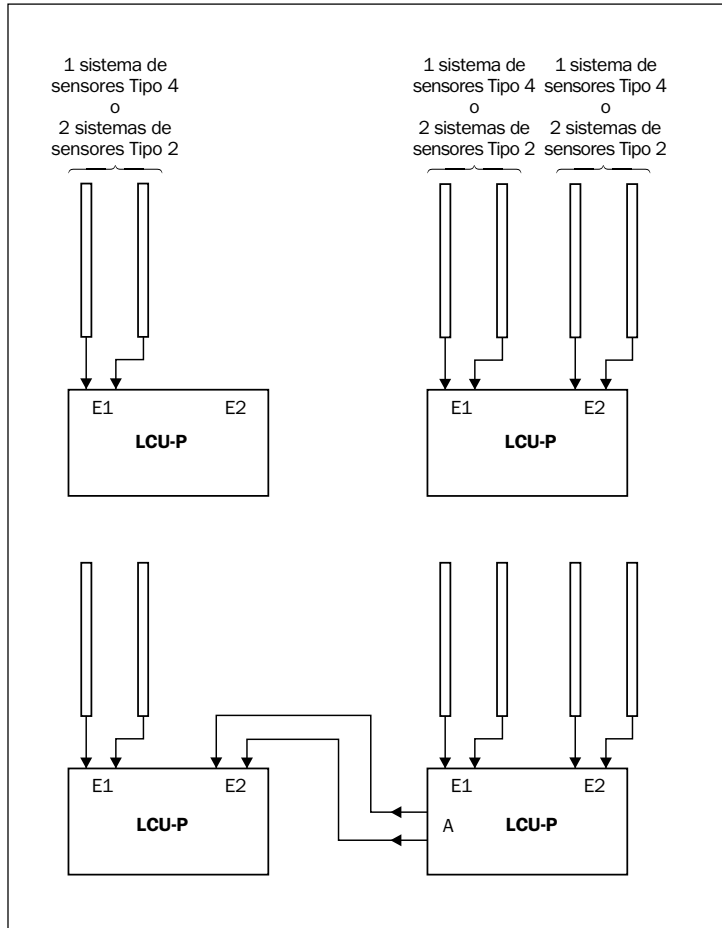 1 sistema de
sensores Tipo 4
o
2 sistemas de
sensores Tipo 2
1 sistema de
sensores Tipo 4
o
2 sistemas de
sensores Tipo 2
1 sistema de
sensores Tipo 4
o
2 sistemas de
sensores Tipo 2
E1 E2
LCU-P
E1 E2
LCU-P
E1 E2
LCU-P
E1 E2
A LCU-P